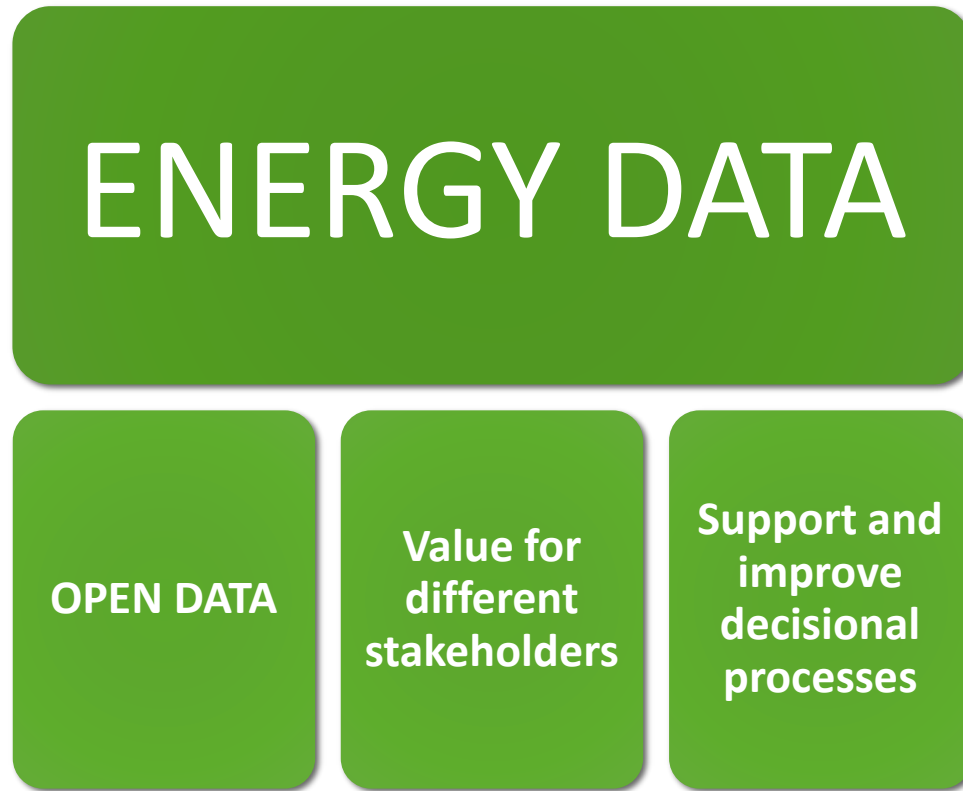 ENERGY DATA
OPEN DATA
Value for
different
stakeholders
Support and
improve
decisional
processes